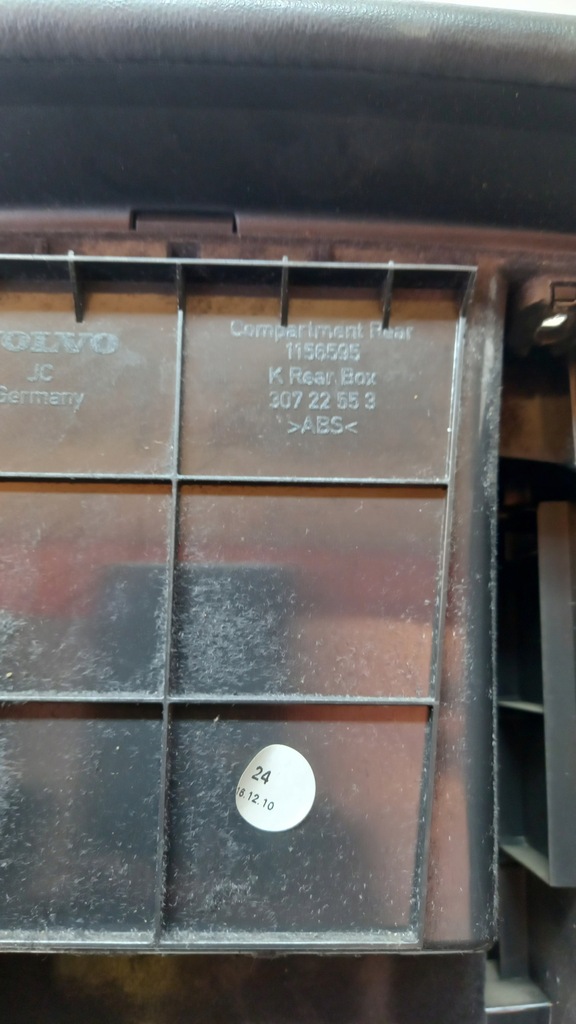 VOLVO
JC
Germany
Compartment Rear
1156595
K Rear Box
307 22 55 3
>ABS<
24
16.12.10